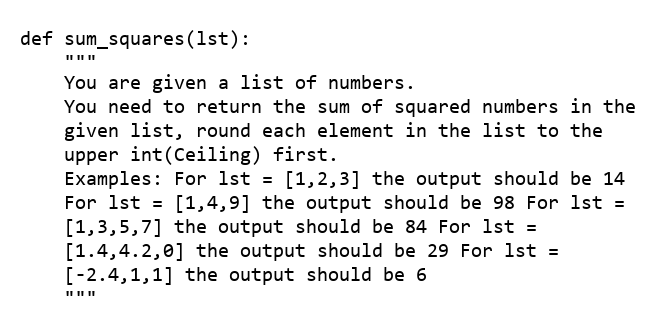 def sum_squares(lst):
"""
You are given a list of numbers.
You need to return the sum of squared numbers in the
given list, round each element in the list to the
upper int(Ceiling) first.
Examples: For lst = [1,2,3] the output should be 14
For lst = [1,4,9] the output should be 98 For lst =
[1,3,5,7] the output should be 84 For lst =
[1.4,4.2,0] the output should be 29 For lst =
[-2.4,1,1] the output should be 6
"""